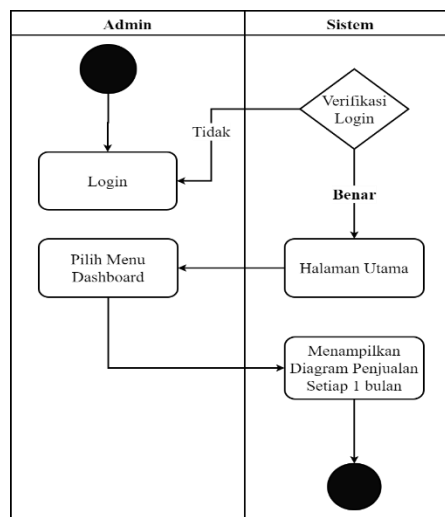 Admin
Sistem
Verifikasi
Login
Tidak
Login
Benar
Pilih Menu
Dashboard
Halaman Utama
Menampilkan
Diagram Penjualan
Setiap 1 bulan